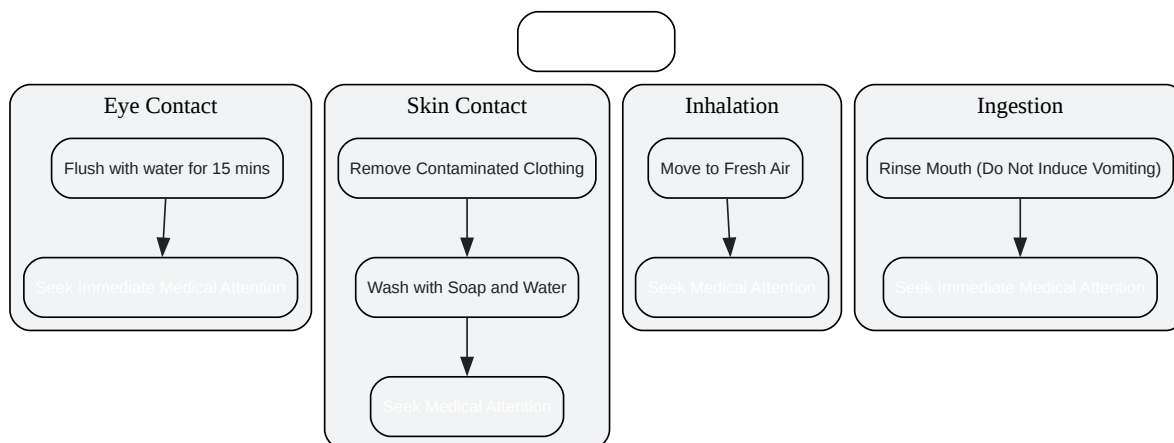 Eye Contact
Flush with water for 15 mins
Seek Immediate Medical Attention
Skin Contact
Remove Contaminated Clothing
Wash with Soap and Water
Seek Medical Attention
Inhalation
Move to Fresh Air
Seek Medical Attention
Ingestion
Rinse Mouth (Do Not Induce Vomiting)
Seek Immediate Medical Attention